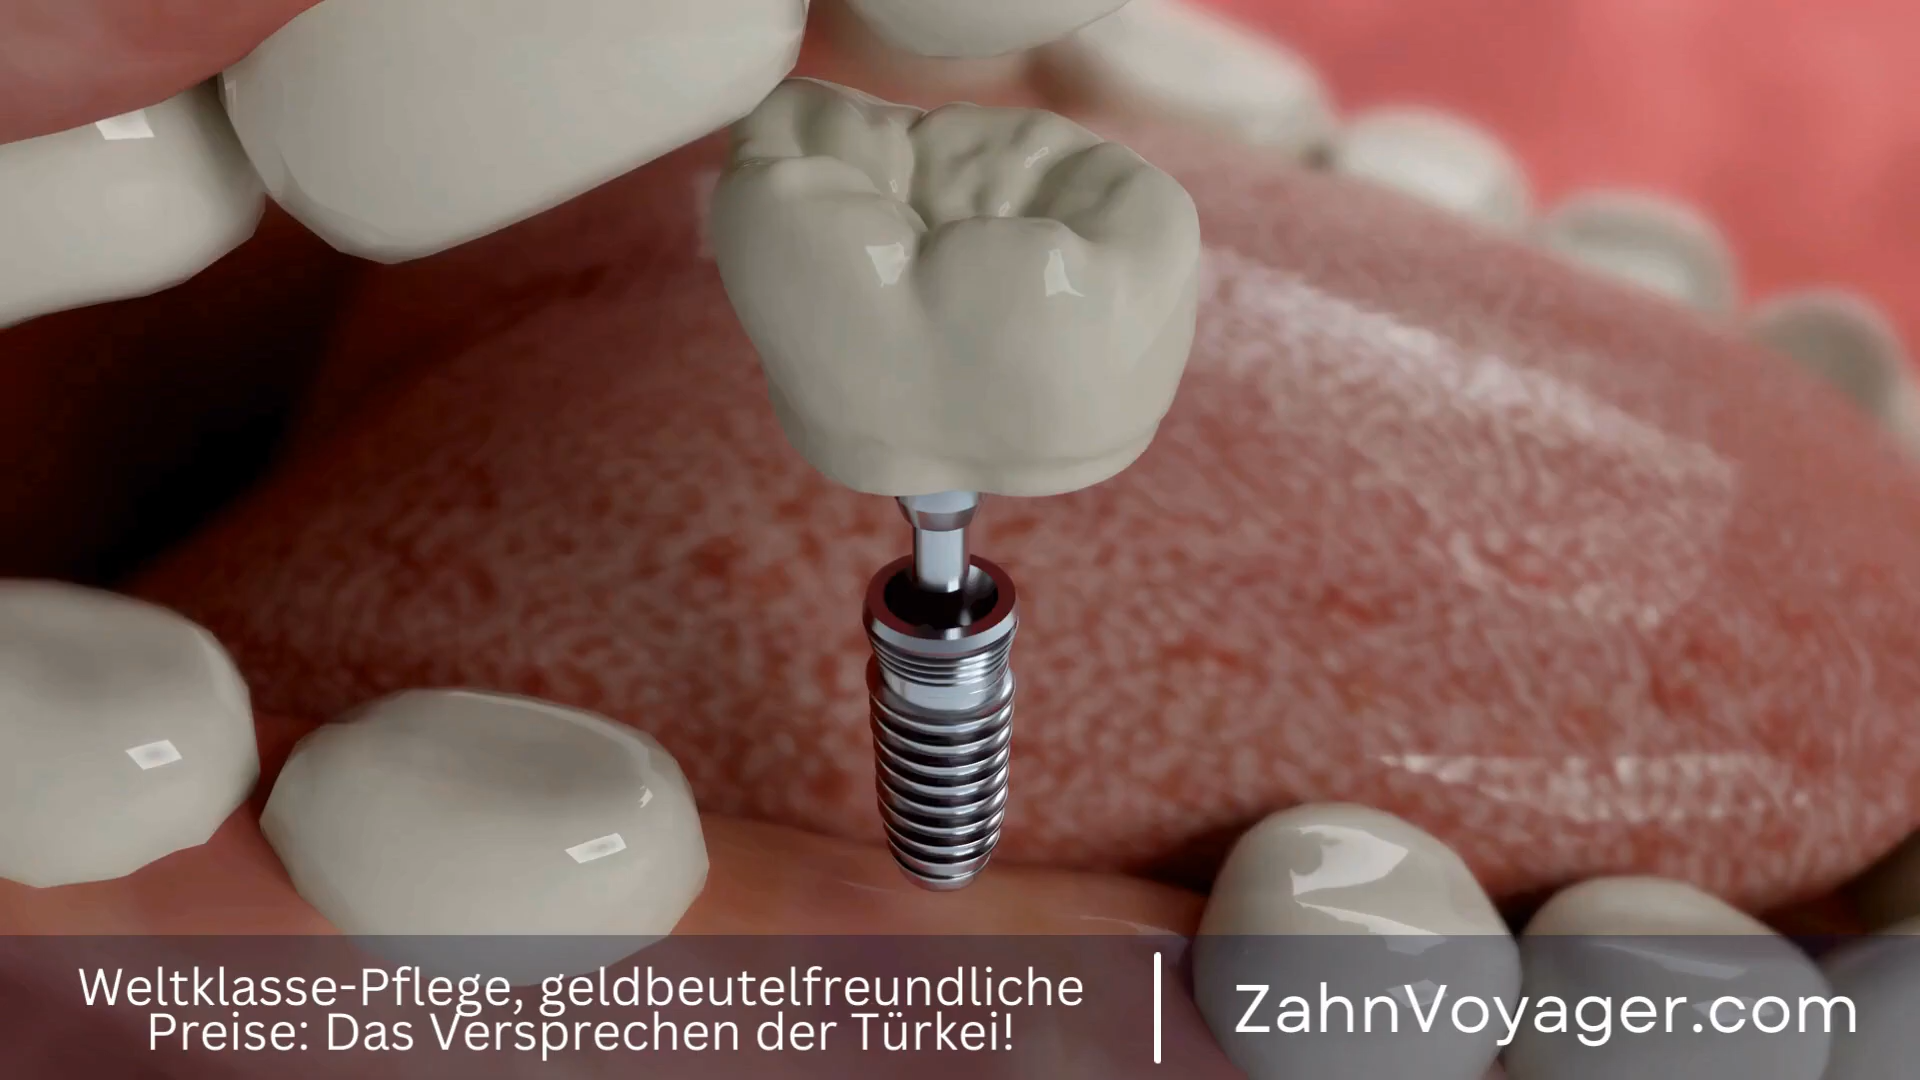 Weltklasse-Pflege, geldbeutelfreundliche
Preise: Das Versprechen der Türkei!
ZahnVoyager.com